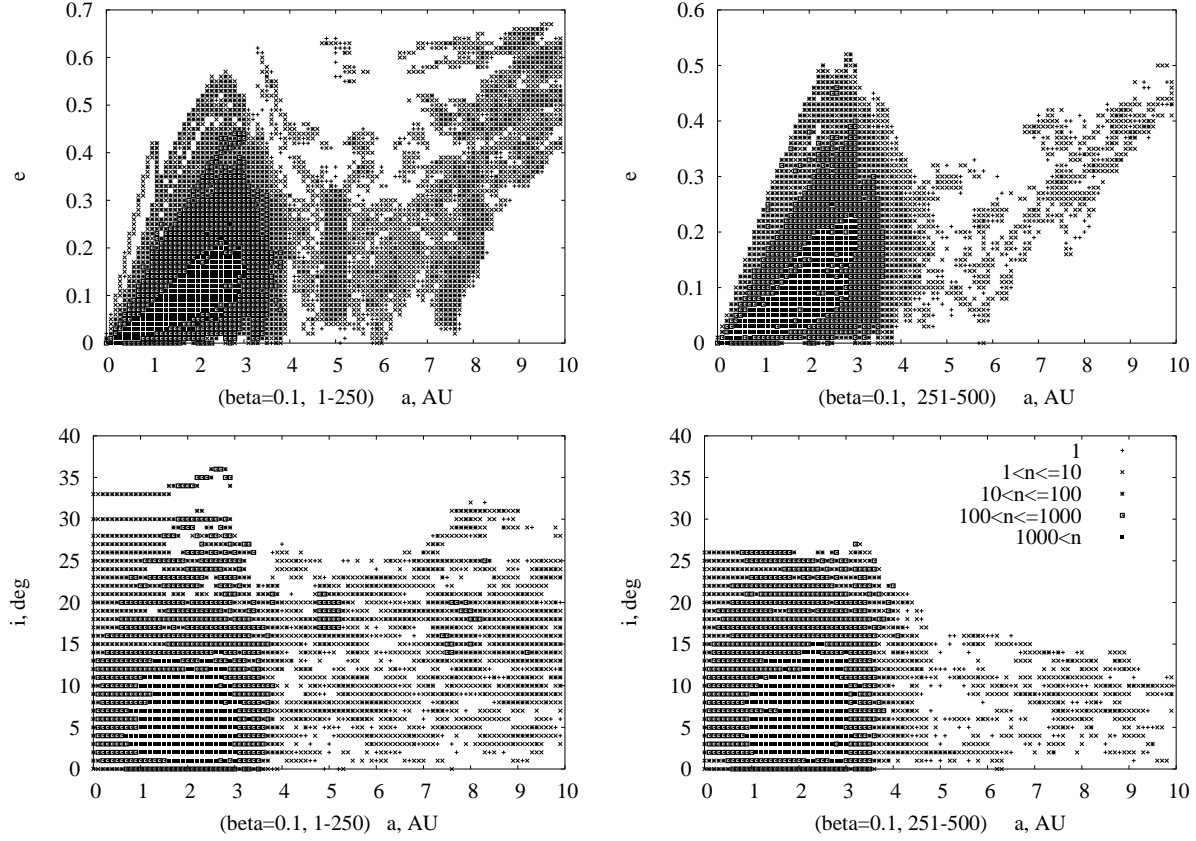 0.7
0.6
0.5
0.4
0.3
0.2
0.1
0
e
0 1 2 3 4 5 6 7 8 9 10
(beta=0.1, 1-250) a, AU
0.6
0.5
0.4
0.3
0.2
0.1
0
e
0 1 2 3 4 5 6 7 8 9 10
(beta=0.1, 251-500) a, AU
40
35
30
25
20
15
10
5
0
i, deg
0 1 2 3 4 5 6 7 8 9 10
(beta=0.1, 1-250) a, AU
40
35
30
25
20
15
10
5
0
i, deg
1
1<n<=10
10<n<=100
100<n<=1000
1000<n
0 1 2 3 4 5 6 7 8 9 10
(beta=0.1, 251-500) a, AU